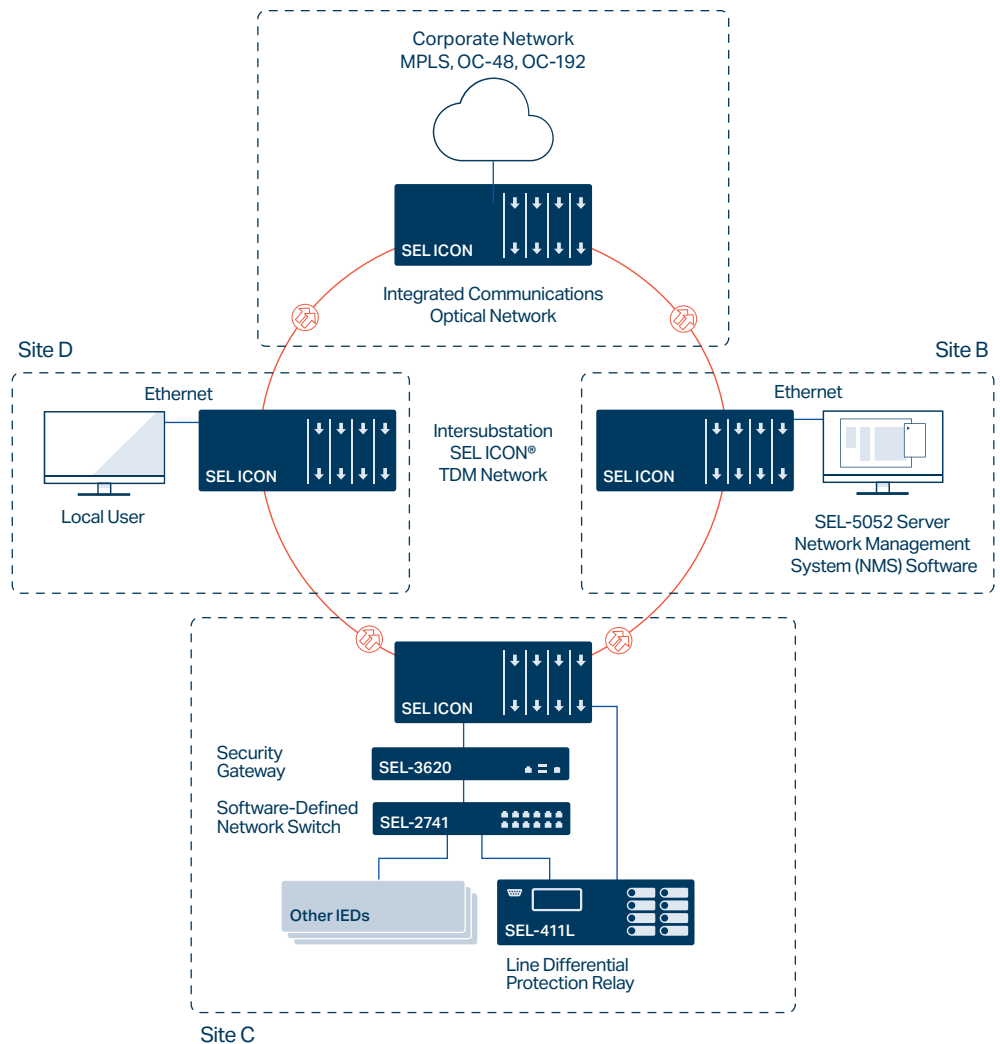 Corporate Network
MPLS, OC-48, OC-192
SEL ICON
Integrated Communications
Optical Network
Site D
Site B
Ethernet
Ethernet
SEL ICON
Local User
Intersubstation
SEL ICON®
TDM Network
SEL ICON
SEL-5052 Server
Network Management
System (NMS) Software
SEL ICON
Security
Gateway
SEL-3620
Software-Defined
Network Switch
SEL-2741
Other IEDs
SEL-411L
Line Differential
Protection Relay
Site C